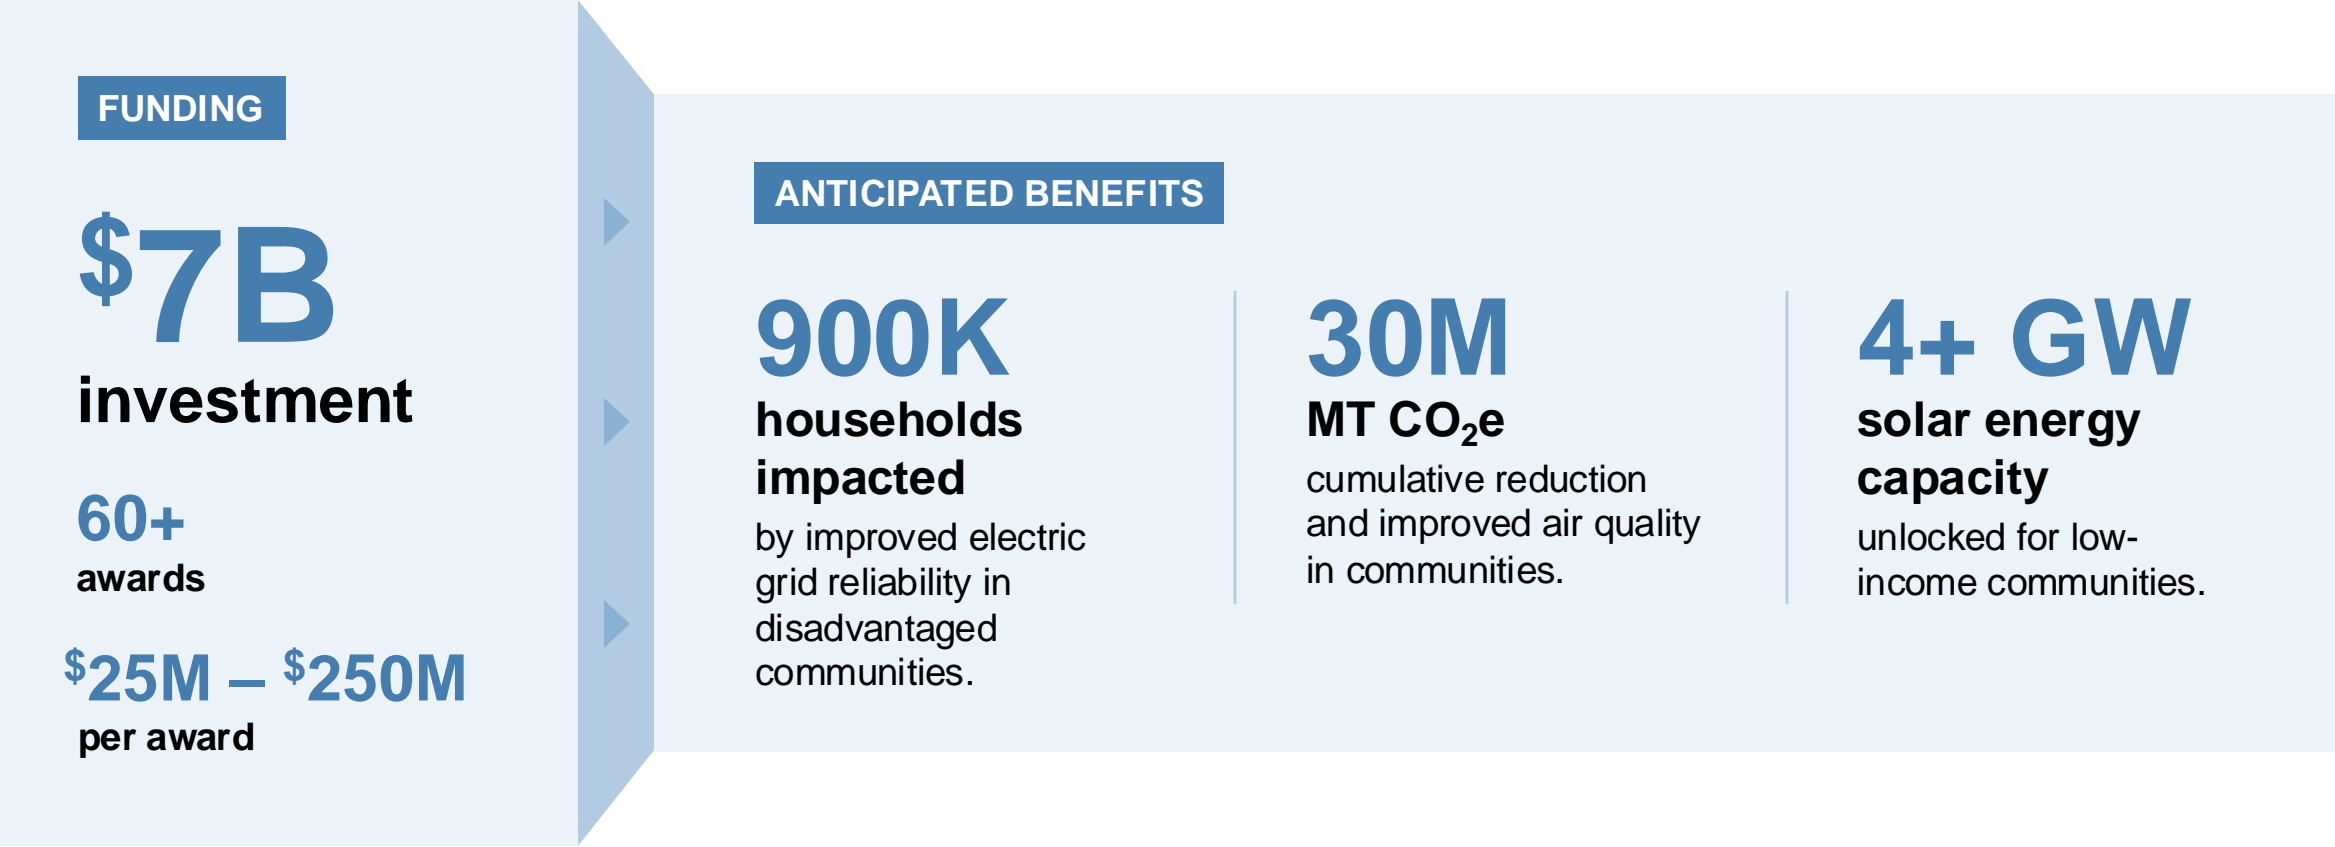 FUNDING
$7B
investment
60+
awards
$25M – $250M
per award
ANTICIPATED BENEFITS
900K
households
impacted
by improved electric
grid reliability in
disadvantaged
communities.
30M
MT CO₂e
cumulative reduction
and improved air quality
in communities.
4+ GW
solar energy
capacity
unlocked for low-
income communities.